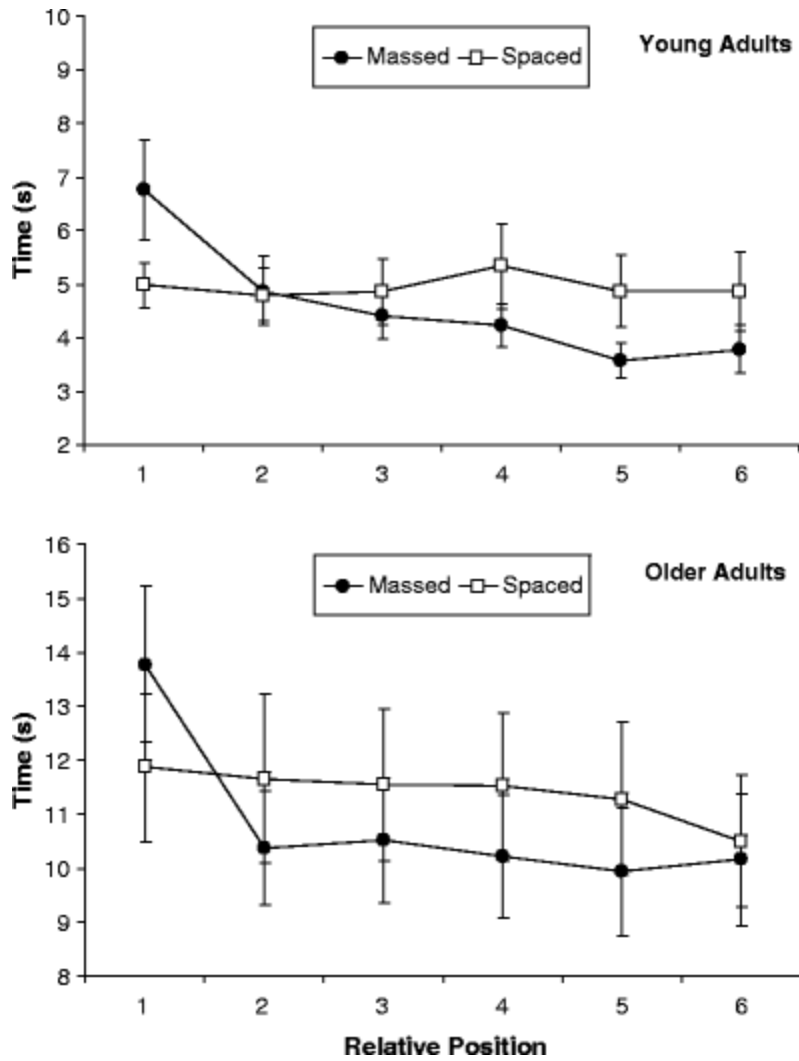 10
Young Adults
Massed Spaced
9
8
7
6
5
4
3
2
Time (s)
1 2 3 4 5 6
16
Older Adults
Massed Spaced
15
14
13
12
11
10
9
8
Time (s)
1 2 3 4 5 6
Relative Position